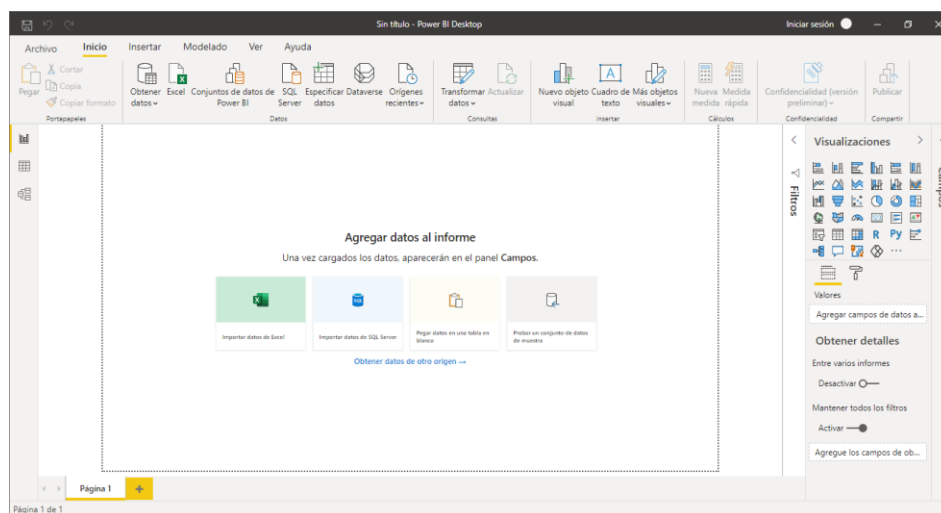 Sin título - Power BI Desktop
Iniciar sesión
Archivo Inicio Insertar Modelado Ver Ayuda
Pegar
Cortar
Copia
Copiar formato
Portapapeles
Obtener datos
Excel
Conjuntos de datos de Power BI
SQL Server
Especificar datos
Dataverse
Orígenes recientes
Datos
Transformar datos
Actualizar
Consultas
Nuevo objeto visual
Cuadro de texto
Más objetos visuales
Insertar
Nueva medida
Medida rápida
Cálculos
Confidencialidad (versión preliminar)
Confidencialidad
Publicar
Compartir
Agregar datos al informe
Una vez cargados los datos, aparecerán en el panel Campos.
Importar datos de Excel
Importar datos de SQL Server
Pegar datos en una tabla en blanco
Probar un conjunto de datos de muestra
Obtener datos de otro origen →
Filtros
Visualizaciones
R Py
Valores
Agregar campos de datos a...
Obtener detalles
Entre varios informes
Desactivar
Mantener todos los filtros
Activar
Agregue los campos de ob...
Campos
Página 1
Página 1 de 1